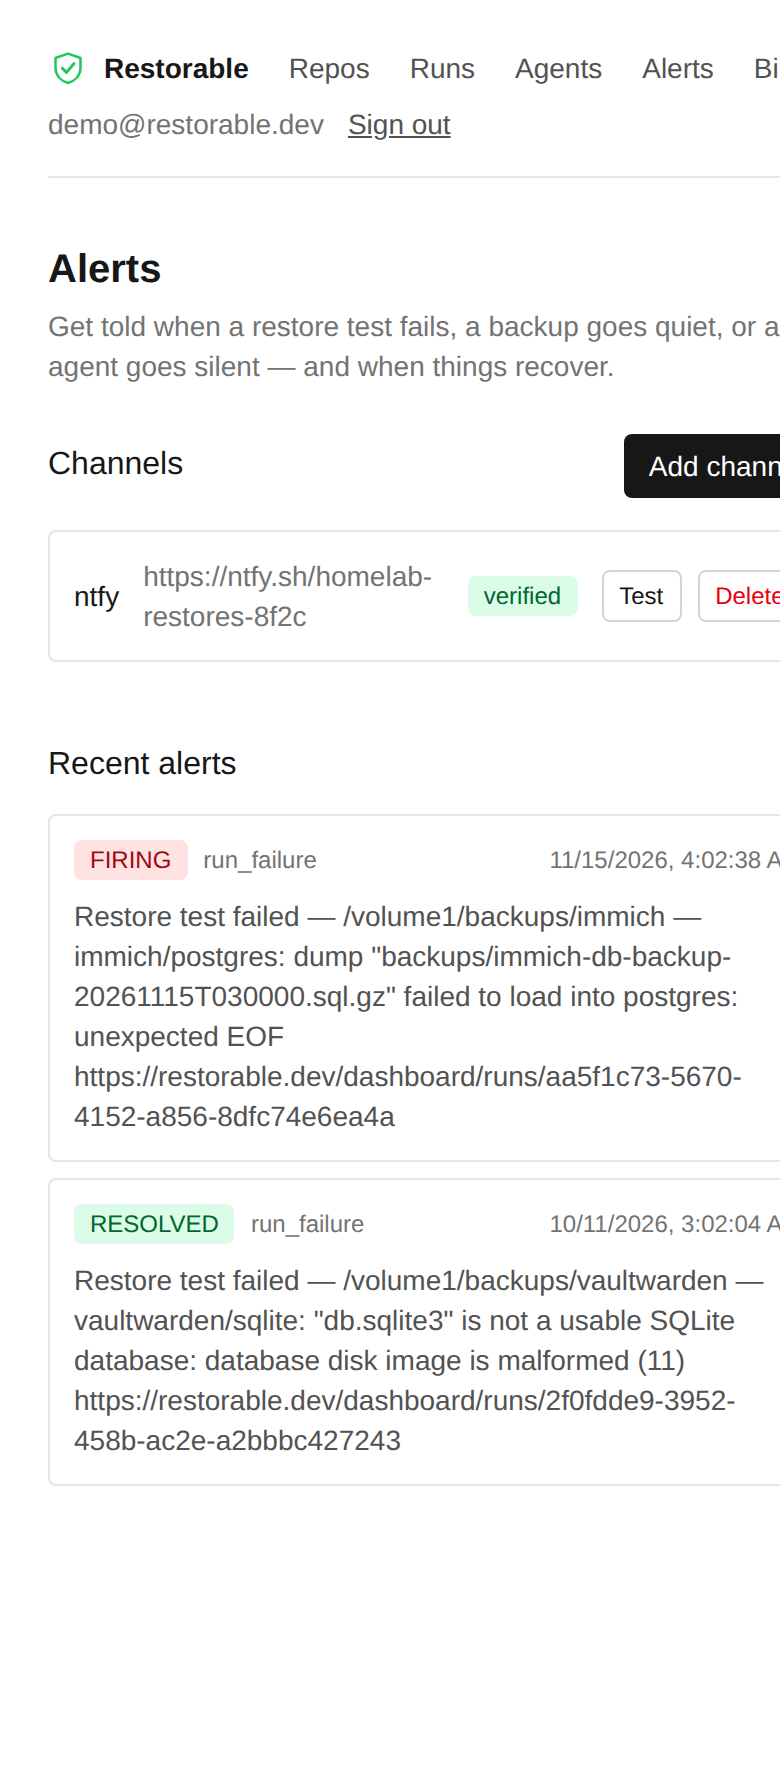 Restorable Repos Runs Agents Alerts Bi
demo@restorable.dev Sign out
Alerts
Get told when a restore test fails, a backup goes quiet, or a
agent goes silent — and when things recover.
Channels
Add chann
ntfy https://ntfy.sh/homelab-
restores-8f2c
verified Test Delete
Recent alerts
FIRING run_failure 11/15/2026, 4:02:38 A
Restore test failed — /volume1/backups/immich —
immich/postgres: dump "backups/immich-db-backup-
20261115T030000.sql.gz" failed to load into postgres:
unexpected EOF
https://restorable.dev/dashboard/runs/aa5f1c73-5670-
4152-a856-8dfc74e6ea4a
RESOLVED run_failure 10/11/2026, 3:02:04 A
Restore test failed — /volume1/backups/vaultwarden —
vaultwarden/sqlite: "db.sqlite3" is not a usable SQLite
database: database disk image is malformed (11)
https://restorable.dev/dashboard/runs/2f0fdde9-3952-
458b-ac2e-a2bbbc427243